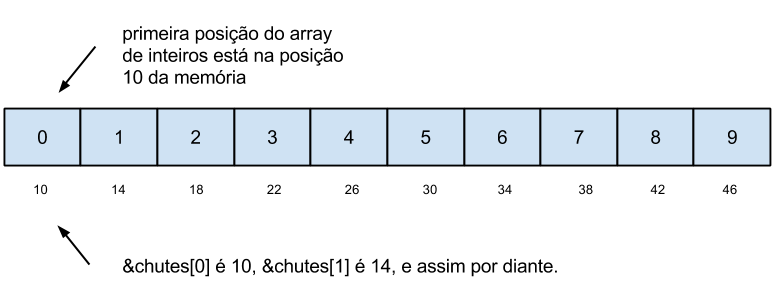 primeira posição do array
de inteiros está na posição
10 da memória
0 1 2 3 4 5 6 7 8 9
10 14 18 22 26 30 34 38 42 46
&chutes[0] é 10, &chutes[1] é 14, e assim por diante.